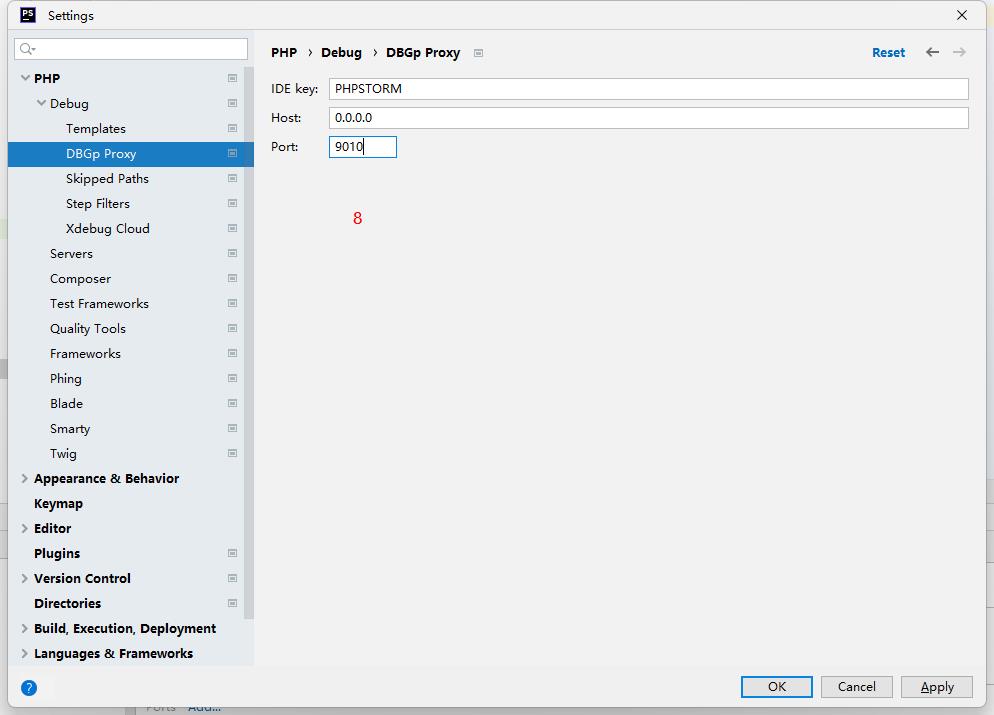 PS Settings
PHP
Debug
Templates
DBGp Proxy
Skipped Paths
Step Filters
Xdebug Cloud
Servers
Composer
Test Frameworks
Quality Tools
Frameworks
Phing
Blade
Smarty
Twig
Appearance & Behavior
Keymap
Editor
Plugins
Version Control
Directories
Build, Execution, Deployment
Languages & Frameworks
PHP › Debug › DBGp Proxy
Reset
IDE key: PHPSTORM
Host: 0.0.0.0
Port: 9010
8
?
OK Cancel Apply
Ports Add...